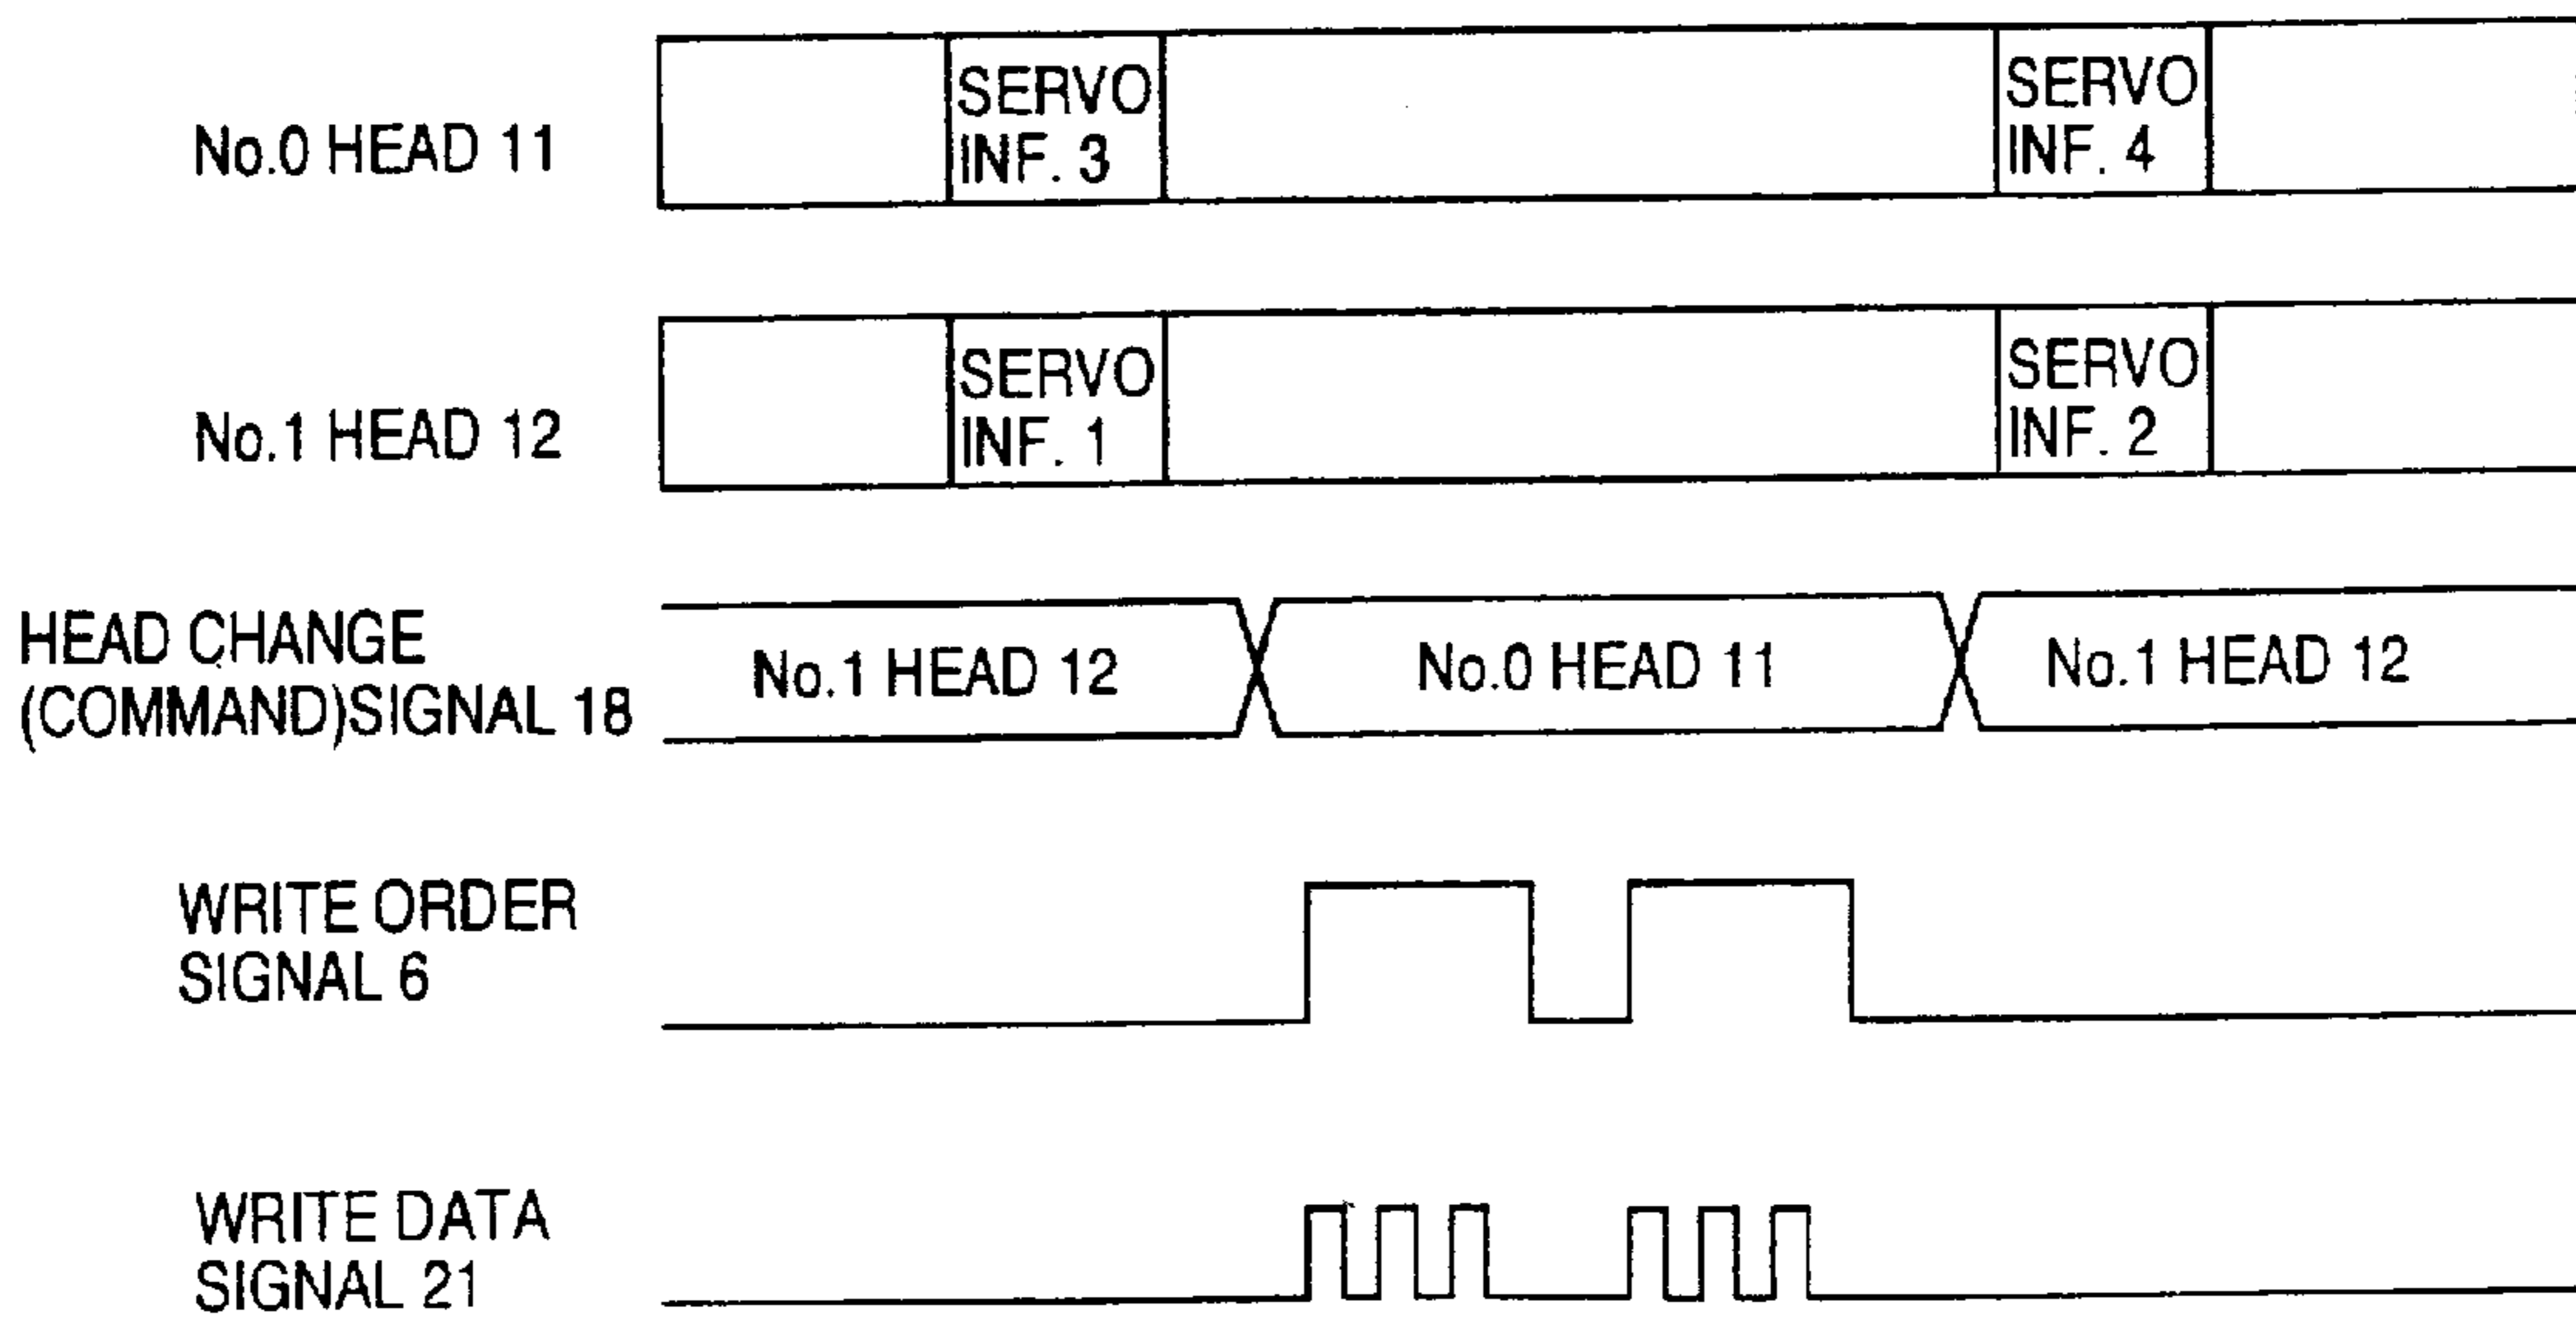 SERVO
INF. 3
SERVO
INF. 4
No.0 HEAD 11
SERVO
INF. 1
SERVO
INF. 2
No.1 HEAD 12
HEAD CHANGE
(COMMAND)SIGNAL 18
No.1 HEAD 12
No.0 HEAD 11
No.1 HEAD 12
WRITE ORDER
SIGNAL 6
WRITE DATA
SIGNAL 21